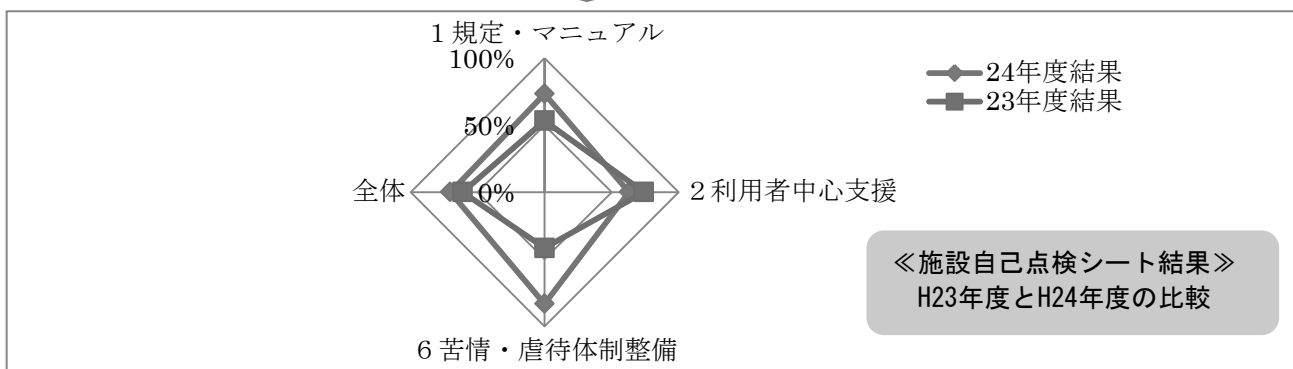 1規定・マニュアル
100%
50%
0%
全体
2利用者中心支援
6苦情・虐待体制整備
24年度結果
23年度結果
≪施設自己点検シート結果≫
H23年度とH24年度の比較